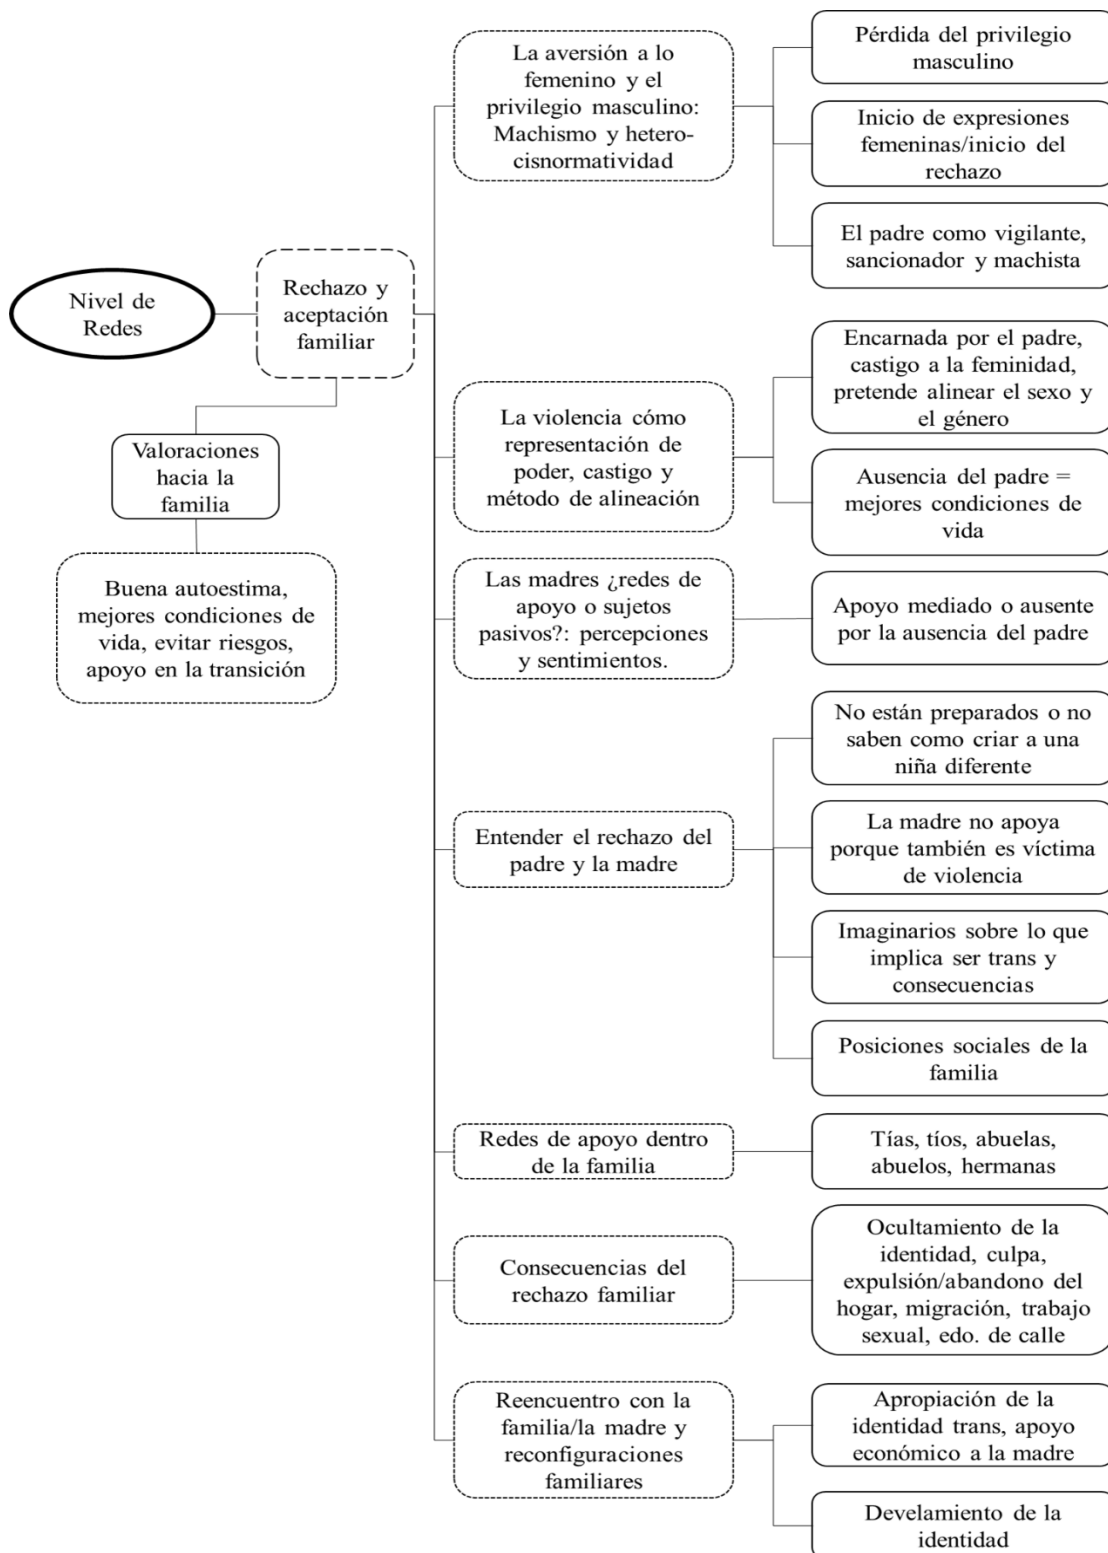 Nivel de
Redes
Rechazo y
aceptación
familiar
Valoraciones
hacia la
familia
Buena autoestima,
mejores condiciones de
vida, evitar riesgos,
apoyo en la transición
La aversión a lo
femenino y el
privilegio masculino:
Machismo y hetero-
cisnormatividad
Pérdida del privilegio
masculino
Inicio de expresiones
femeninas/inicio del
rechazo
El padre como vigilante,
sancionador y machista
La violencia cómo
representación de
poder, castigo y
método de alineación
Encarnada por el padre,
castigo a la feminidad,
pretende alinear el sexo y
el género
Ausencia del padre =
mejores condiciones de
vida
Las madres ¿redes de
apoyo o sujetos
pasivos?: percepciones
y sentimientos.
Apoyo mediado o ausente
por la ausencia del padre
Entender el rechazo del
padre y la madre
No están preparados o no
saben como criar a una
niña diferente
La madre no apoya
porque también es víctima
de violencia
Imaginarios sobre lo que
implica ser trans y
consecuencias
Posiciones sociales de la
familia
Redes de apoyo dentro
de la familia
Tías, tíos, abuelas,
abuelos, hermanas
Consecuencias del
rechazo familiar
Ocultamiento de la
identidad, culpa,
expulsión/abandono del
hogar, migración, trabajo
sexual, edo. de calle
Reencuentro con la
familia/la madre y
reconfiguraciones
familiares
Apropiación de la
identidad trans, apoyo
económico a la madre
Develamiento de la
identidad